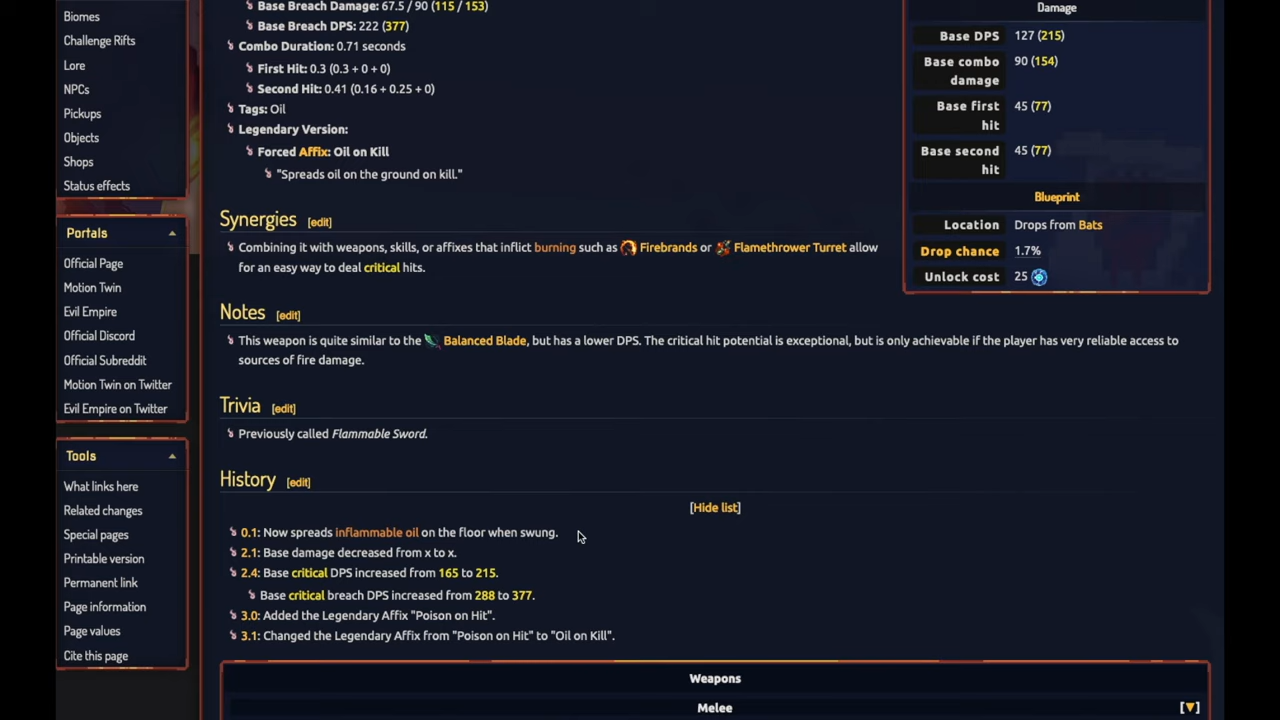 Biomes
Challenge Rifts
Lore
NPCs
Pickups
Objects
Shops
Status effects
Portals
Official Page
Motion Twin
Evil Empire
Official Discord
Official Subreddit
Motion Twin on Twitter
Evil Empire on Twitter
Tools
What links here
Related changes
Special pages
Printable version
Permanent link
Page information
Page values
Cite this page
Base Breach Damage: 67.5 / 90 (115 / 153)
Base Breach DPS: 222 (377)
Combo Duration: 0.71 seconds
First Hit: 0.3 (0.3 + 0 + 0)
Second Hit: 0.41 (0.16 + 0.25 + 0)
Tags: Oil
Legendary Version:
Forced Affix: Oil on Kill
"Spreads oil on the ground on kill."
Damage
Base DPS 127 (215)
Base combo 90 (154)
damage
Base first 45 (77)
hit
Base second 45 (77)
hit
Blueprint
Location Drops from Bats
Drop chance 1.7%
Unlock cost 25
Synergies [edit]
Combining it with weapons, skills, or affixes that inflict burning such as Firebrands or Flamethrower Turret allow
for an easy way to deal critical hits.
Notes [edit]
This weapon is quite similar to the Balanced Blade, but has a lower DPS. The critical hit potential is exceptional, but is only achievable if the player has very reliable access to
sources of fire damage.
Trivia [edit]
Previously called Flammable Sword.
History [edit]
[Hide list]
0.1: Now spreads inflammable oil on the floor when swung.
2.1: Base damage decreased from x to x.
2.4: Base critical DPS increased from 165 to 215.
Base critical breach DPS increased from 288 to 377.
3.0: Added the Legendary Affix "Poison on Hit".
3.1: Changed the Legendary Affix from "Poison on Hit" to "Oil on Kill".
Weapons
Melee [▼]